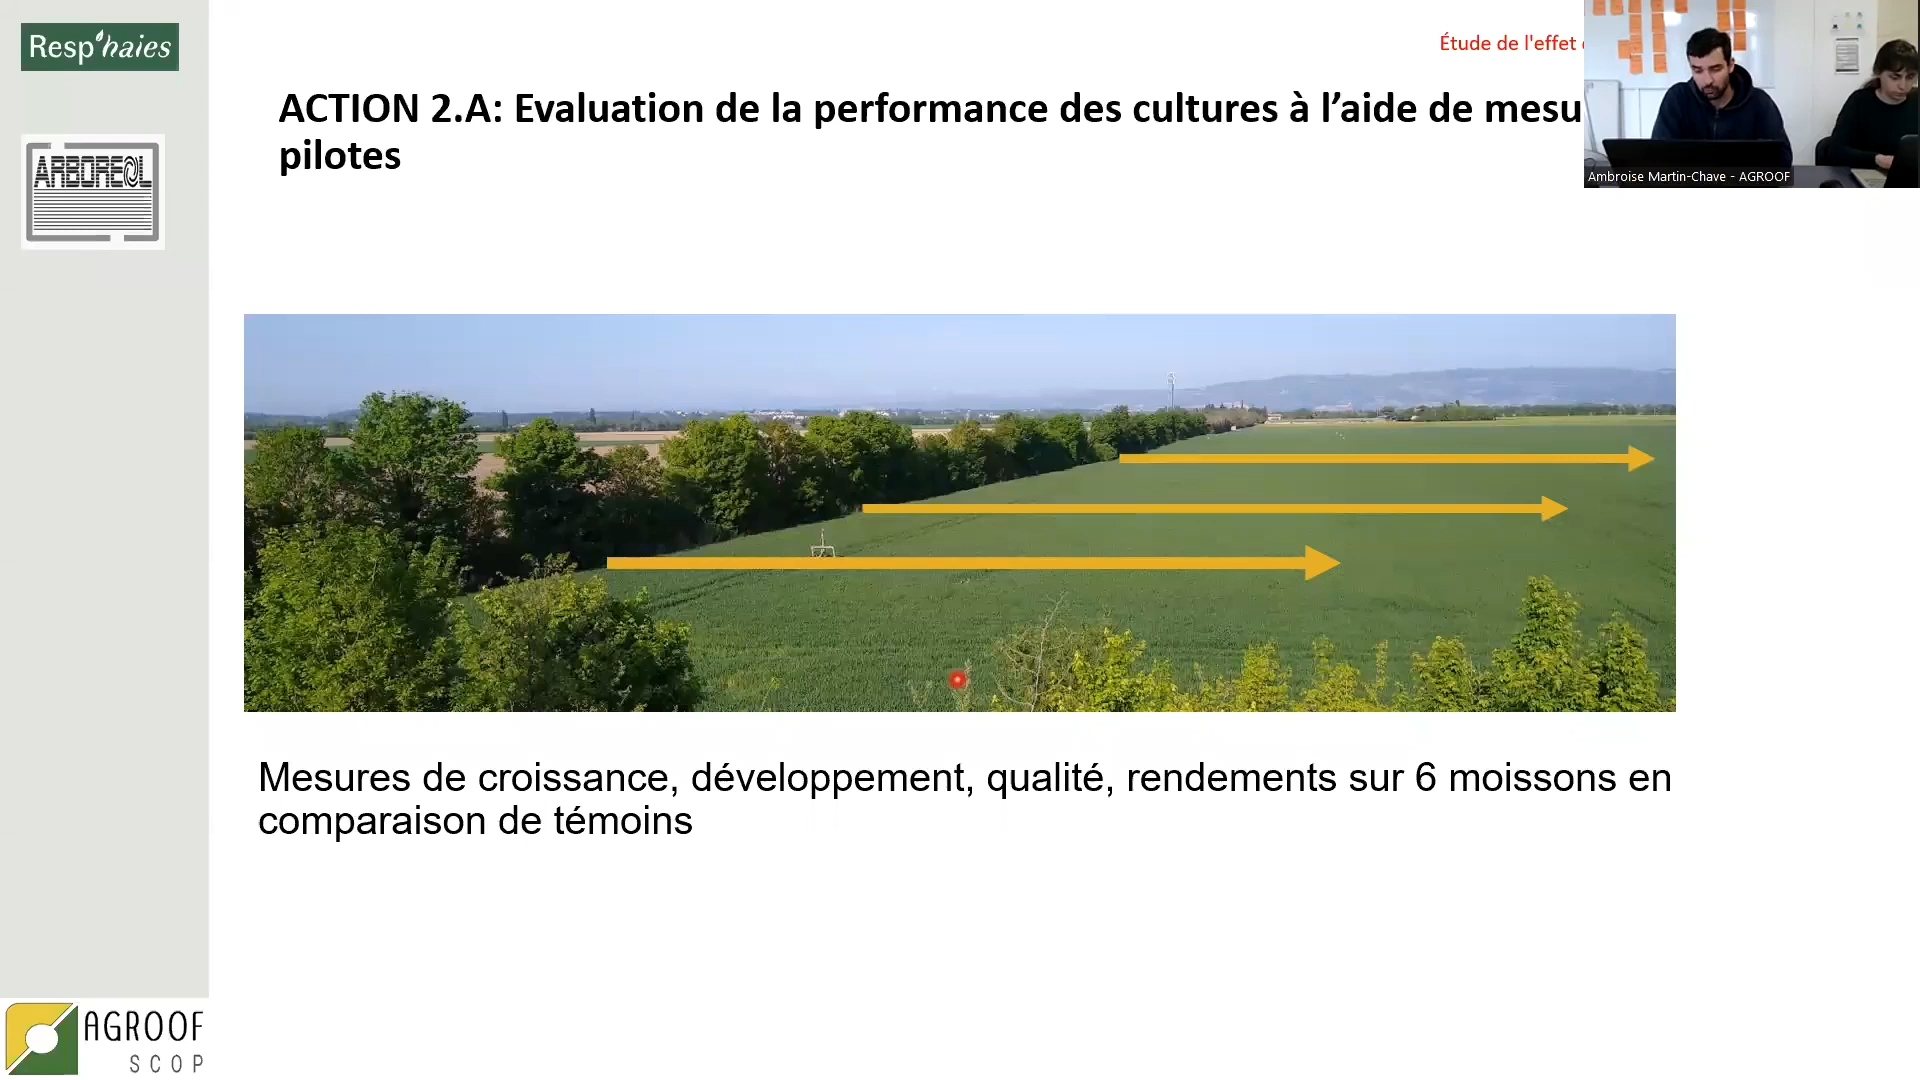 Resp'haies
ARBOREOL
Étude de l'effet
ACTION 2.A: Evaluation de la performance des cultures à l’aide de mesu
pilotes
Ambroise Martin-Chave - AGROOF
Mesures de croissance, développement, qualité, rendements sur 6 moissons en
comparaison de témoins
AGROOF
SCOP